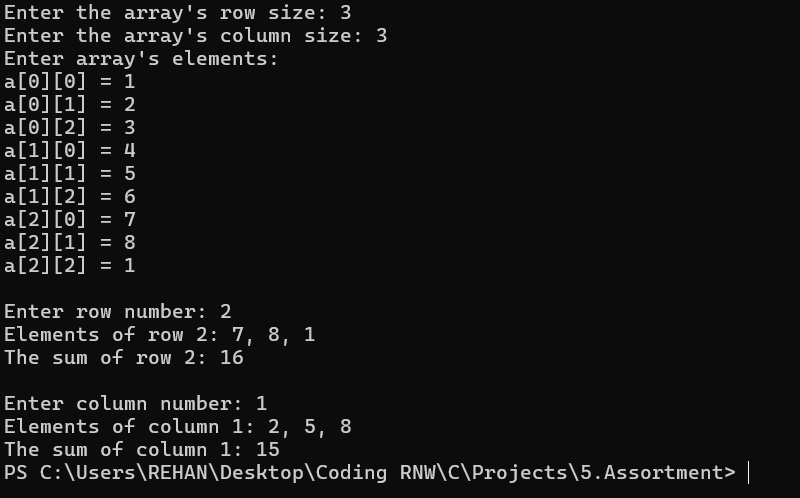 Enter the array's row size: 3
Enter the array's column size: 3
Enter array's elements:
a[0][0] = 1
a[0][1] = 2
a[0][2] = 3
a[1][0] = 4
a[1][1] = 5
a[1][2] = 6
a[2][0] = 7
a[2][1] = 8
a[2][2] = 1
Enter row number: 2
Elements of row 2: 7, 8, 1
The sum of row 2: 16
Enter column number: 1
Elements of column 1: 2, 5, 8
The sum of column 1: 15
PS C:\Users\REHAN\Desktop\Coding RNW\C\Projects\5.Assortment>